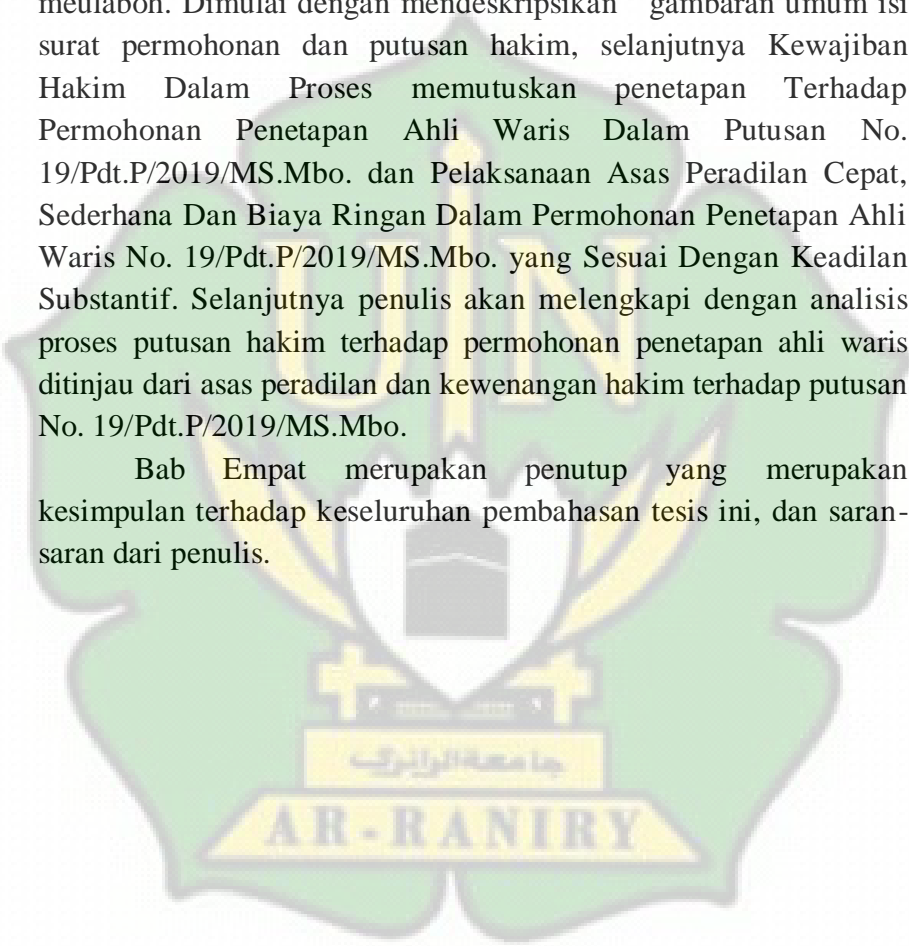 meulaboh. Dimulai dengan mendeskripsikan gambaran umum isi
surat permohonan dan putusan hakim, selanjutnya Kewajiban
Hakim Dalam Proses memutuskan penetapan Terhadap
Permohonan Penetapan Ahli Waris Dalam Putusan No.
19/Pdt.P/2019/MS.Mbo. dan Pelaksanaan Asas Peradilan Cepat,
Sederhana Dan Biaya Ringan Dalam Permohonan Penetapan Ahli
Waris No. 19/Pdt.P/2019/MS.Mbo. yang Sesuai Dengan Keadilan
Substantif. Selanjutnya penulis akan melengkapi dengan analisis
proses putusan hakim terhadap permohonan penetapan ahli waris
ditinjau dari asas peradilan dan kewenangan hakim terhadap putusan
No. 19/Pdt.P/2019/MS.Mbo.
Bab Empat merupakan penutup yang merupakan
kesimpulan terhadap keseluruhan pembahasan tesis ini, dan saran-
saran dari penulis.
UIN
جامعة الرانري
AR-RANIRY